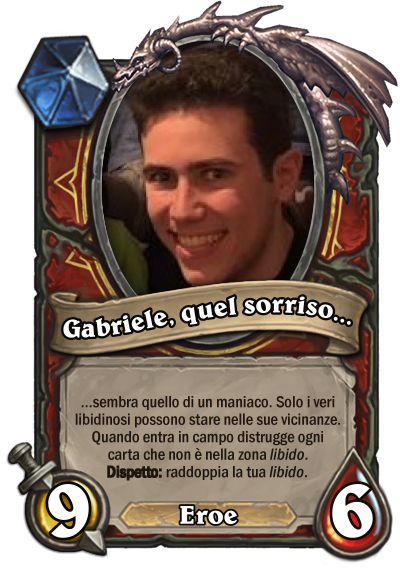 Gabriele, quel sorriso...
...sembra quello di un maniaco. Solo i veri
libidinosi possono stare nelle sue vicinanze.
Quando entra in campo distrugge ogni
carta che non è nella zona libido.
Dispetto: raddoppia la tua libido.
9
Eroe
6